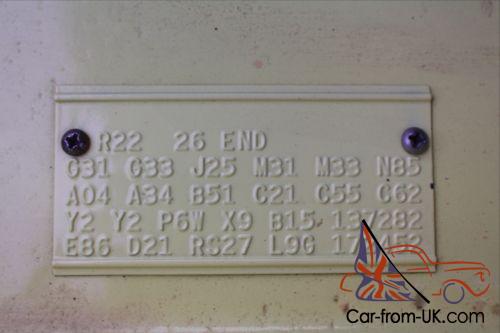 R22 26 END
G31 G33 J25 M31 M33 N85
A04 A34 B51 C21 C55 C62
Y2 Y2 P6W X9 B15 137282
E86 D21 RS27 L9G
Car-from-UK.com